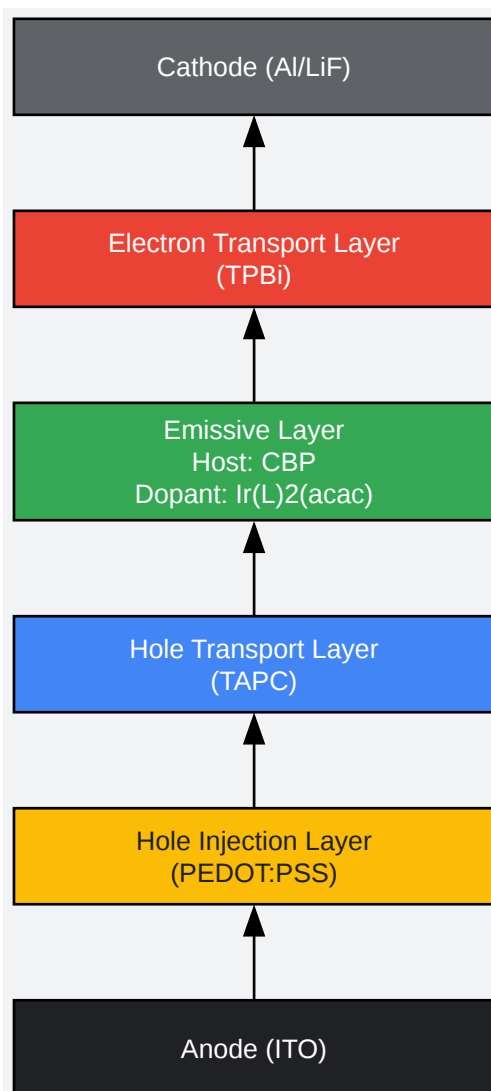 Cathode (Al/LiF)
Electron Transport Layer
(TPBi)
Emissive Layer
Host: CBP
Dopant: Ir(L)2(acac)
Hole Transport Layer
(TAPC)
Hole Injection Layer
(PEDOT:PSS)
Anode (ITO)